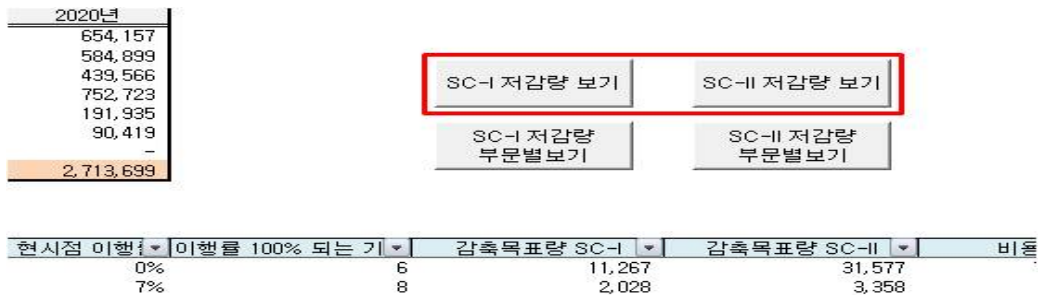 2020년
654,157
584,899
439,566
752,723
191,935
90,419
-
2,713,699
SC-I 저감량 보기 SC-II 저감량 보기
SC-I 저감량 부문별보기 SC-II 저감량 부문별보기
현시점 이행 이행률 100% 되는 기 감축목표량 SC-I 감축목표량 SC-II 비용
0% 6 11,267 31,577
7% 8 2,028 3,358